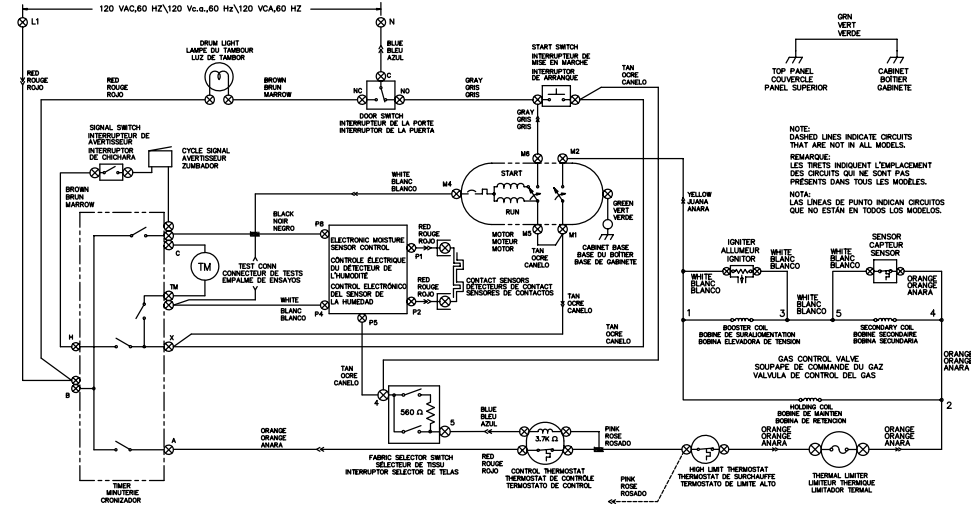 120 VAC,60 HZ\120 Vc.a.,60 Hz\120 VCA,60 HZ
L1
N
RED
ROUGE
ROJO
RED
ROUGE
ROJO
DRUM LIGHT
LAMPE DU TAMBOUR
LUZ DE TAMBOR
BROWN
BRUN
MARROW
BLUE
BLEU
AZUL
C
NC
NO
DOOR SWITCH
INTERRUPTEUR DE LA PORTE
INTERRUPTOR DE LA PUERTA
GRAY
GRIS
GRIS
START SWITCH
INTERRUPTEUR DE
MISE EN MARCHE
INTERRUPTOR
DE ARRANQUE
TAN
OCRE
CANELO
GRAY
GRIS
GRIS
GRN
VERT
VERDE
TOP PANEL
COUVERCLE
PANEL SUPERIOR
CABINET
BOÎTIER
GABINETE
NOTE:
DASHED LINES INDICATE CIRCUITS
THAT ARE NOT IN ALL MODELS.
REMARQUE:
LES TIRETS INDIQUENT L'EMPLACEMENT
DES CIRCUITS QUI NE SONT PAS
PRÉSENTS DANS TOUS LES MODÈLES.
NOTA:
LAS LÍNEAS DE PUNTO INDICAN CIRCUITOS
QUE NO ESTÁN EN TODOS LOS MODELOS.
SIGNAL SWITCH
INTERRUPTEUR DE
AVERTISSEUR
INTERRUPTOR
DE CHICHARA
CYCLE SIGNAL
AVERTISSEUR
ZUMBADOR
BROWN
BRUN
MARROW
M6
M2
M4
START
RUN
M5
M1
MOTOR
MOTEUR
MOTOR
TAN
OCRE
CANELO
GREEN
VERT
VERDE
CABINET BASE
BASE DU BOÎTIER
BASE DE GABINETE
WHITE
BLANC
BLANCO
BLACK
NOIR
NEGRO
P8
ELECTRONIC MOISTURE
SENSOR CONTROL
CÔNTRÔLE ÉLECTRIQUE
DU DÉTECTEUR DE
L'HUMIDITÉ
CONTROL ELECTRÓNICO
DEL SENSOR DE
LA HUMEDAD
RED
ROUGE
ROJO
P1
RED
ROUGE
ROJO
P2
CONTACT SENSORS
DÉTECTEURS DE CONTACT
SENSORES DE CONTACTOS
C
TM
TM
TEST CONN
CONNECTEUR DE TESTS
EMPALME DE ENSAYOS
WHITE
BLANC
BLANCO
P4
P5
TAN
OCRE
CANELO
TAN
OCRE
CANELO
H
X
B
A
YELLOW
JUANA
ANARA
IGNITER
ALLUMEUR
IGNITOR
WHITE
BLANC
BLANCO
WHITE
BLANC
BLANCO
WHITE
BLANC
BLANCO
WHITE
BLANC
BLANCO
SENSOR
CAPTEUR
SENSOR
ORANGE
ORANGE
ANARA
1
3
5
4
BOOSTER COIL
BOBINE DE SURALIOMENTATION
BOBINA ELEVADORA DE TENSION
SECONDARY COIL
BOBINE SECONDAIRE
BOBINA SECUNDARIA
GAS CONTROL VALVE
SOUPAPE DE COMMANDE DU GAZ
VALVULA DE CONTROL DEL GAS
ORANGE
ORANGE
ANARA
2
HOLDING COIL
BOBINE DE MAINTIEN
BOBINA DE RETENCION
TAN
OCRE
CANELO
4
560 Ω
5
BLUE
BLEU
AZUL
FABRIC SELECTOR SWITCH
SÉLECTEUR DE TISSU
INTERRUPTOR SELECTOR DE TELAS
ORANGE
ORANGE
ANARA
RED
ROUGE
ROJO
3.7K Ω
CONTROL THERMOSTAT
THERMOSTAT DE CONTRÔLE
TERMOSTATO DE CONTROL
PINK
ROSE
ROSADO
PINK
ROSE
ROSADO
HIGH LIMIT THERMOSTAT
THERMOSTAT DE SURCHAUFFE
TERMOSTATO DE LIMITE ALTO
ORANGE
ORANGE
ANARA
THERMAL LIMITER
LIMITEUR THERMIQUE
LIMITADOR TERMAL
ORANGE
ORANGE
ANARA
TIMER
MINUTERIE
CRONIZADOR